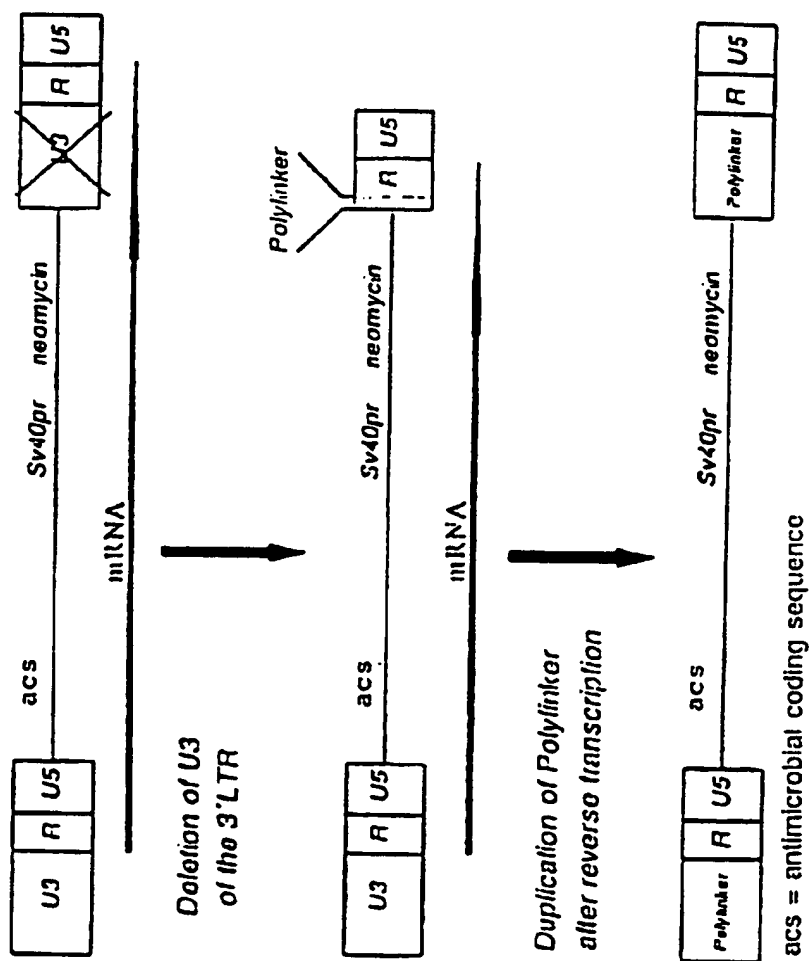 U3 R U5 acs Sv40pr neomycin U3 R U5
mRNA
Deletion of U3
of the 3'LTR
Polylinker
U3 R U5 acs Sv40pr neomycin R U5
mRNA
Duplication of Polylinker
after reverse transcription
Polylinker R U5 acs Sv40pr neomycin Polylinker R U5
acs = antimicrobial coding sequence